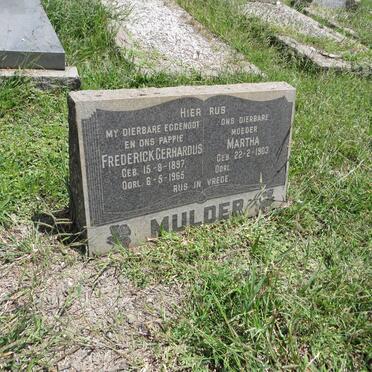 HIER RUS
MY DIERBARE EGGENOOT
EN ONS PAPPIE
FREDERICK GERHARDUS
GEB. 15-8-1897
OORL. 6-5-1965
ONS DIERBARE
MOEDER
MARTHA
GEB. 22-2-1903
OORL.
RUS IN VREDE
MULDER